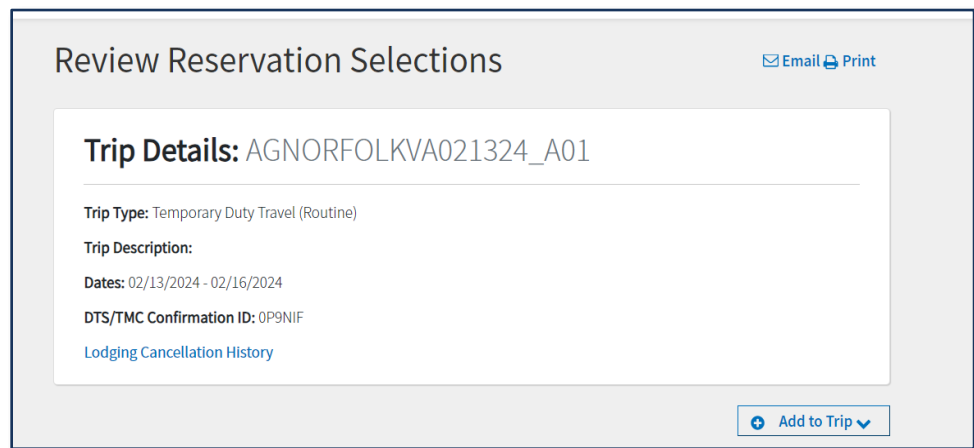 Review Reservation Selections
Email Print
Trip Details: AGNORFOLKVA021324_A01
Trip Type: Temporary Duty Travel (Routine)
Trip Description:
Dates: 02/13/2024 - 02/16/2024
DTS/TMC Confirmation ID: 0P9NIF
Lodging Cancellation History
Add to Trip